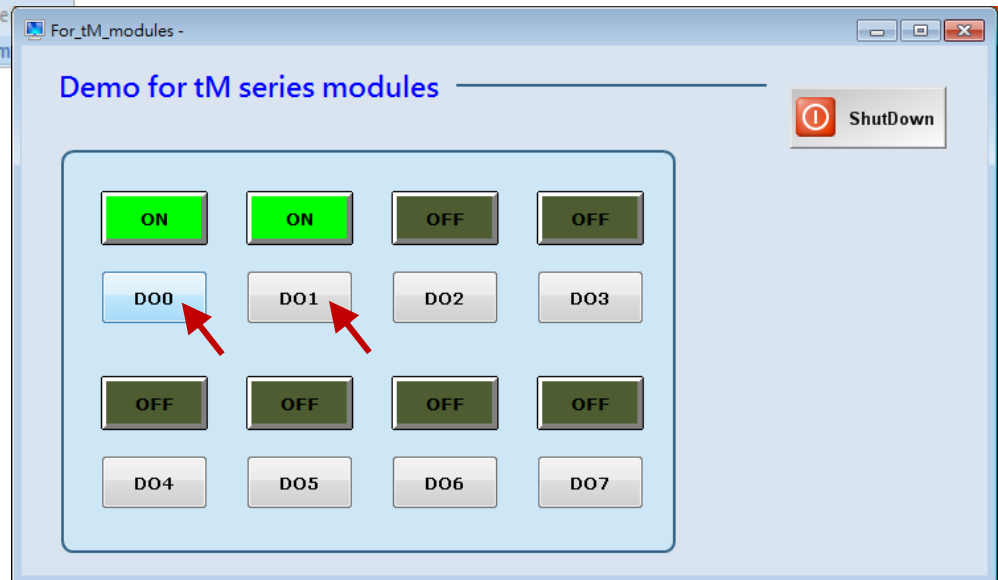 For_tM_modules -
Demo for tM series modules
ShutDown
ON ON OFF OFF
DO0 DO1 DO2 DO3
OFF OFF OFF OFF
DO4 DO5 DO6 DO7